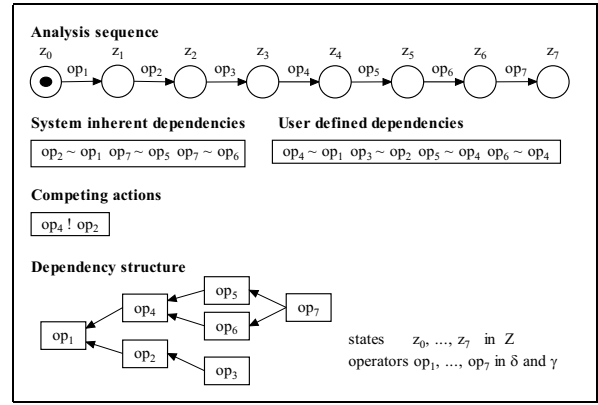 Analysis sequence
z0 z1 z2 z3 z4 z5 z6 z7
op1 op2 op3 op4 op5 op6 op7
System inherent dependencies User defined dependencies
op2 ~ op1 op7 ~ op5 op7 ~ op6 op4 ~ op1 op3 ~ op2 op5 ~ op4 op6 ~ op4
Competing actions
op4 ! op2
Dependency structure
op5
op4 op7
op6
op1
op2
op3
states z0, ..., z7 in Z
operators op1, ..., op7 in δ and γ